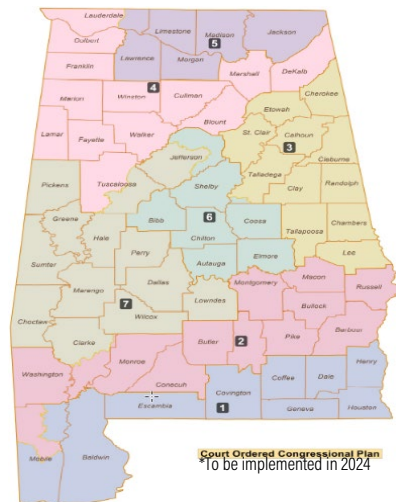 Lauderdale
Limestone
Madison
Jackson
Colbert
5
Lawrence
Morgan
Franklin
Marshall
DeKalb
4
Cherokee
Marion
Winston
Cullman
Etowah
Blount
Lamar
Fayette
Walker
St. Clair
Calhoun
3
Jefferson
Cleburne
Pickens
Talladega
Tuscaloosa
Shelby
Clay
Randolph
Greene
Bibb
6
Coosa
Chambers
Hale
Chilton
Tallapoosa
Perry
Sumter
Autauga
Elmore
Lee
Dallas
Marengo
Macon
Montgomery
Russell
7
Lowndes
Choctaw
Wilcox
Bullock
Clarke
Butler
2
Pike
Barbour
Monroe
Washington
Henry
Conecuh
Coffee
Dale
Covington
Escambia
1
Geneva
Houston
Mobile
Baldwin
Court Ordered Congressional Plan
*To be implemented in 2024